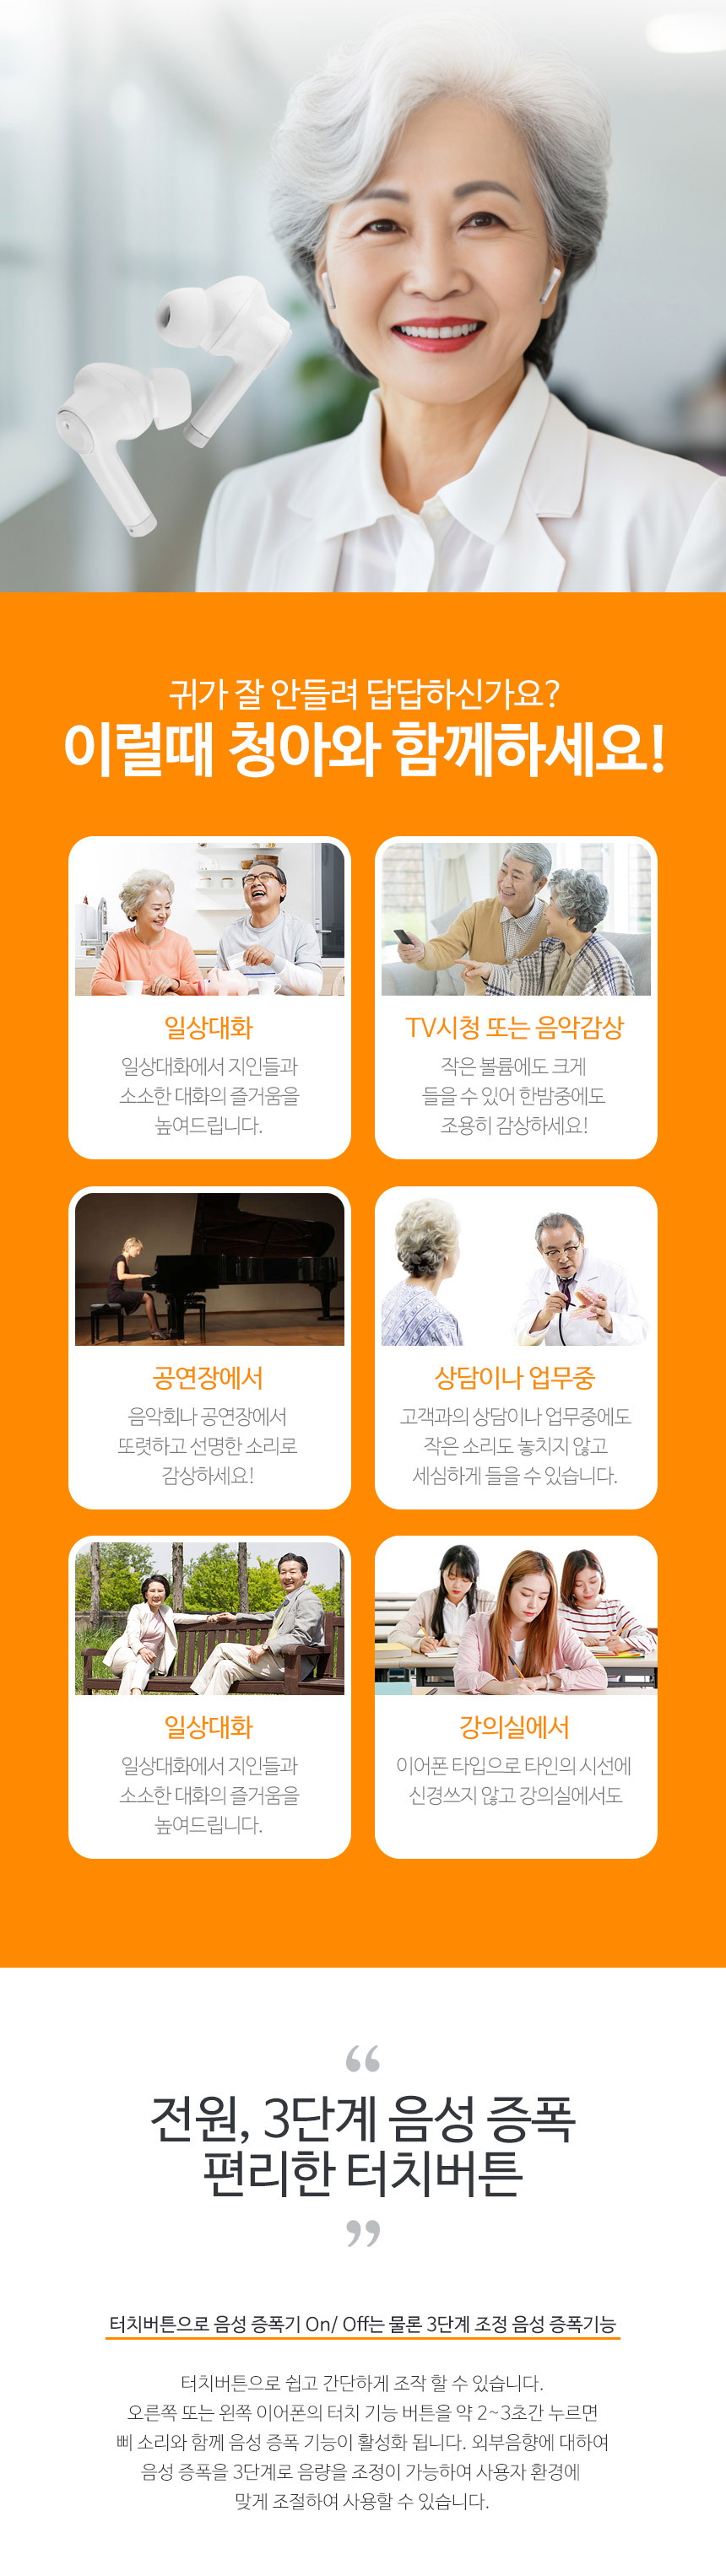 귀가 잘 안들려 답답하신가요?
이럴때 청아와 함께하세요!
일상대화
일상대화에서 지인들과
소소한 대화의 즐거움을
높여드립니다.
TV시청 또는 음악감상
작은 볼륨에도 크게
들을 수 있어 한밤중에도
조용히 감상하세요!
공연장에서
음악회나 공연장에서
또렷하고 선명한 소리로
감상하세요!
상담이나 업무중
고객과의 상담이나 업무중에도
작은 소리도 놓치지 않고
세심하게 들을 수 있습니다.
일상대화
일상대화에서 지인들과
소소한 대화의 즐거움을
높여드립니다.
강의실에서
이어폰 타입으로 타인의 시선에
신경쓰지 않고 강의실에서도
“
전원, 3단계 음성 증폭
편리한 터치버튼
”
터치버튼으로 음성 증폭기 On/ Off는 물론 3단계 조정 음성 증폭기능
터치버튼으로 쉽고 간단하게 조작 할 수 있습니다.
오른쪽 또는 왼쪽 이어폰의 터치 기능 버튼을 약 2~3초간 누르면
삐 소리와 함께 음성 증폭 기능이 활성화 됩니다. 외부음향에 대하여
음성 증폭을 3단계로 음량을 조정이 가능하여 사용자 환경에
맞게 조절하여 사용할 수 있습니다.